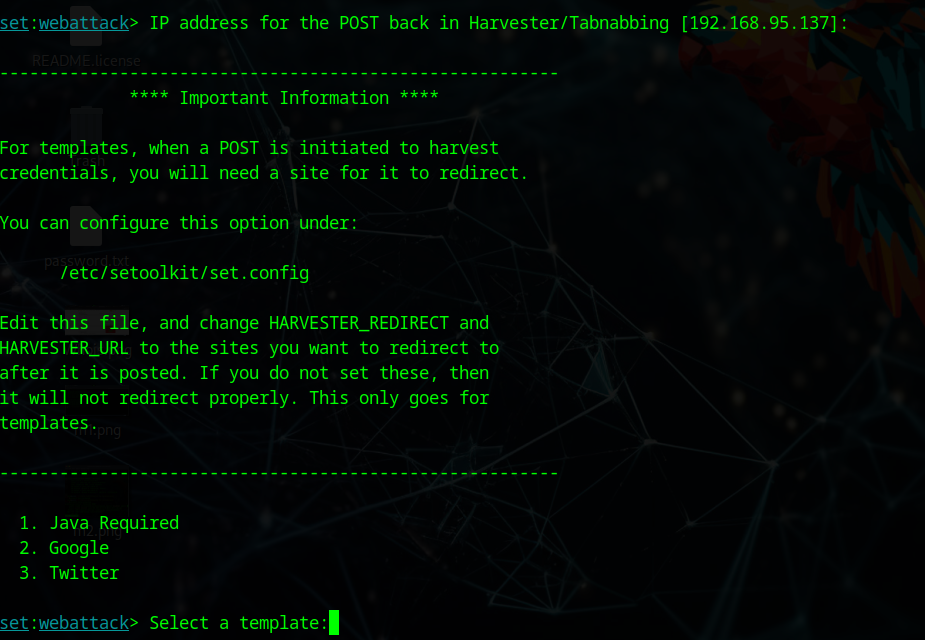 set:webattack> IP address for the POST back in Harvester/Tabnabbing [192.168.95.137]:
README.license
--------------------------------------------------------
**** Important Information ****
For templates, when a POST is initiated to harvest
credentials, you will need a site for it to redirect.
You can configure this option under:
password.txt
/etc/setoolkit/set.config
Edit this file, and change HARVESTER_REDIRECT and
HARVESTER_URL to the sites you want to redirect to
after it is posted. If you do not set these, then
it will not redirect properly. This only goes for
templates.
--------------------------------------------------------
1. Java Required
2. Google
3. Twitter
set:webattack> Select a template: